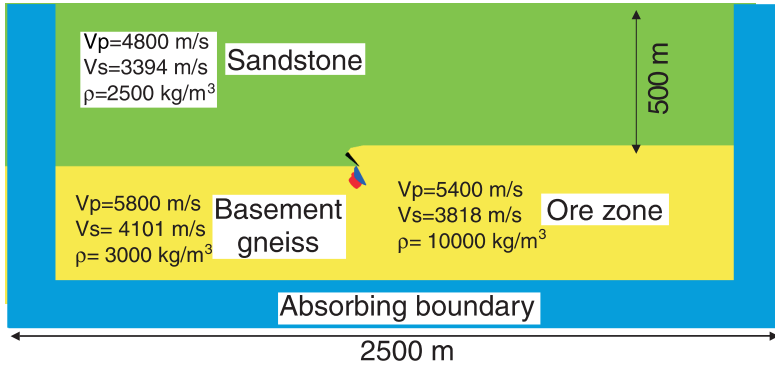 Vp=4800 m/s
Vs=3394 m/s
ρ=2500 kg/m³
Sandstone
500 m
Vp=5800 m/s
Vs= 4101 m/s
ρ= 3000 kg/m³
Basement
gneiss
Vp=5400 m/s
Vs=3818 m/s
ρ= 10000 kg/m³
Ore zone
Absorbing boundary
2500 m